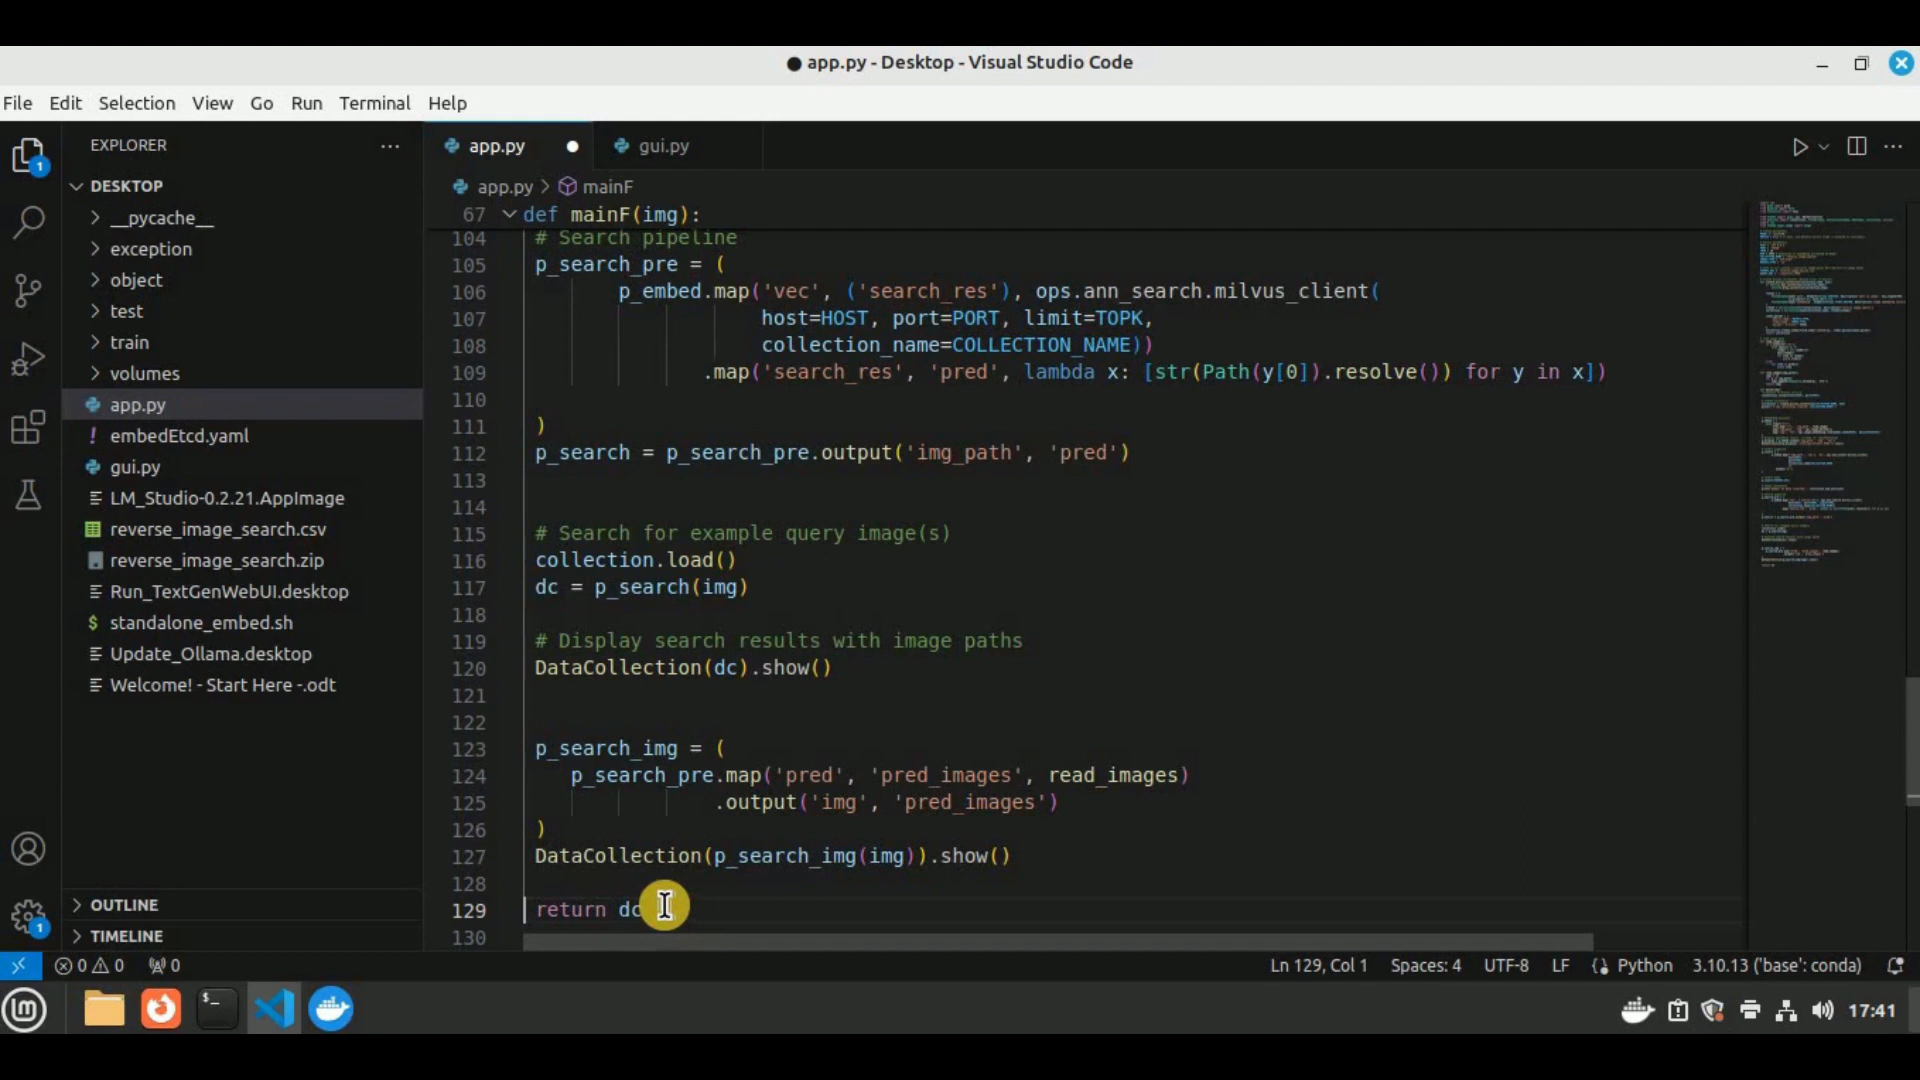 app.py - Desktop - Visual Studio Code
File Edit Selection View Go Run Terminal Help
EXPLORER
DESKTOP
__pycache__
exception
object
test
train
volumes
app.py
! embedEtcd.yaml
gui.py
LM_Studio-0.2.21.AppImage
reverse_image_search.csv
reverse_image_search.zip
Run_TextGenWebUI.desktop
$ standalone_embed.sh
Update_Ollama.desktop
Welcome! - Start Here -.odt
OUTLINE
TIMELINE
1
1
app.py gui.py
app.py > mainF
67 def mainF(img):
104 # Search pipeline
105 p_search_pre = (
106 p_embed.map('vec', ('search_res'), ops.ann_search.milvus_client(
107 host=HOST, port=PORT, limit=TOPK,
108 collection_name=COLLECTION_NAME))
109 .map('search_res', 'pred', lambda x: [str(Path(y[0]).resolve()) for y in x])
110
111 )
112 p_search = p_search_pre.output('img_path', 'pred')
113
114
115 # Search for example query image(s)
116 collection.load()
117 dc = p_search(img)
118
119 # Display search results with image paths
120 DataCollection(dc).show()
121
122
123 p_search_img = (
124 p_search_pre.map('pred', 'pred_images', read_images)
125 .output('img', 'pred_images')
126 )
127 DataCollection(p_search_img(img)).show()
128
129 return dc
130
0 0 0 Ln 129, Col 1 Spaces: 4 UTF-8 LF Python 3.10.13 ('base': conda)
17:41